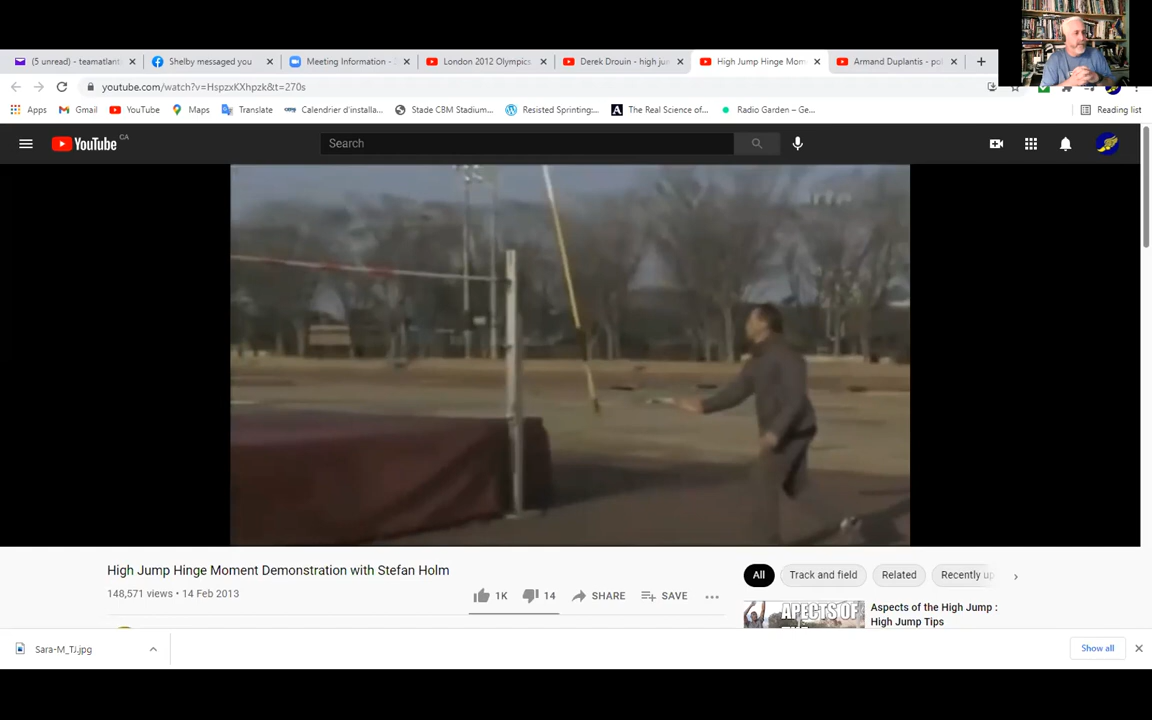 (5 unread) - teamatlant
Shelby messaged you
Meeting Information -
London 2012 Olympics
Derek Drouin - high jun
High Jump Hinge Mom
Armand Duplantis - pol
youtube.com/watch?v=HspzxKXhpzk&t=270s
Apps
Gmail
YouTube
Maps
Translate
Calendrier d'installa...
Stade CBM Stadium...
Resisted Sprinting:...
The Real Science of...
Radio Garden – Ge...
Reading list
YouTube CA
Search
High Jump Hinge Moment Demonstration with Stefan Holm
148,571 views • 14 Feb 2013
1K
14
SHARE
SAVE
All
Track and field
Related
Recently up
APECTS OF
Aspects of the High Jump :
High Jump Tips
Sara-M_TJ.jpg
Show all